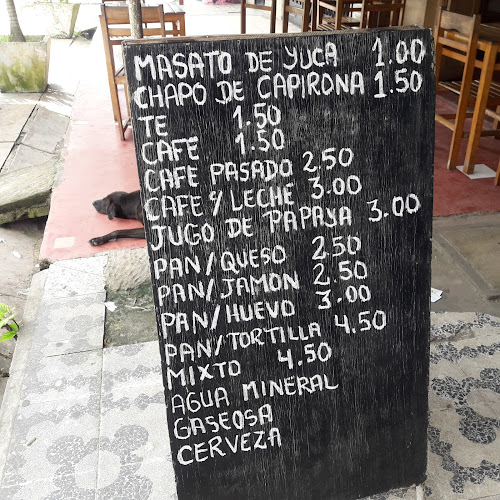 MASATO DE YUCA 1.00
CHAPO DE CAPIRONA 1.50
TE 1.50
CAFE 1.50
CAFE PASADO 2.50
CAFE Y LECHE 3.00
JUGO DE PAPAYA 3.00
PAN/QUESO 2.50
PAN/JAMON 2.50
PAN/HUEVO 3.00
PAN/TORTILLA 4.50
MIXTO 4.50
AGUA MINERAL
GASEOSA
CERVEZA